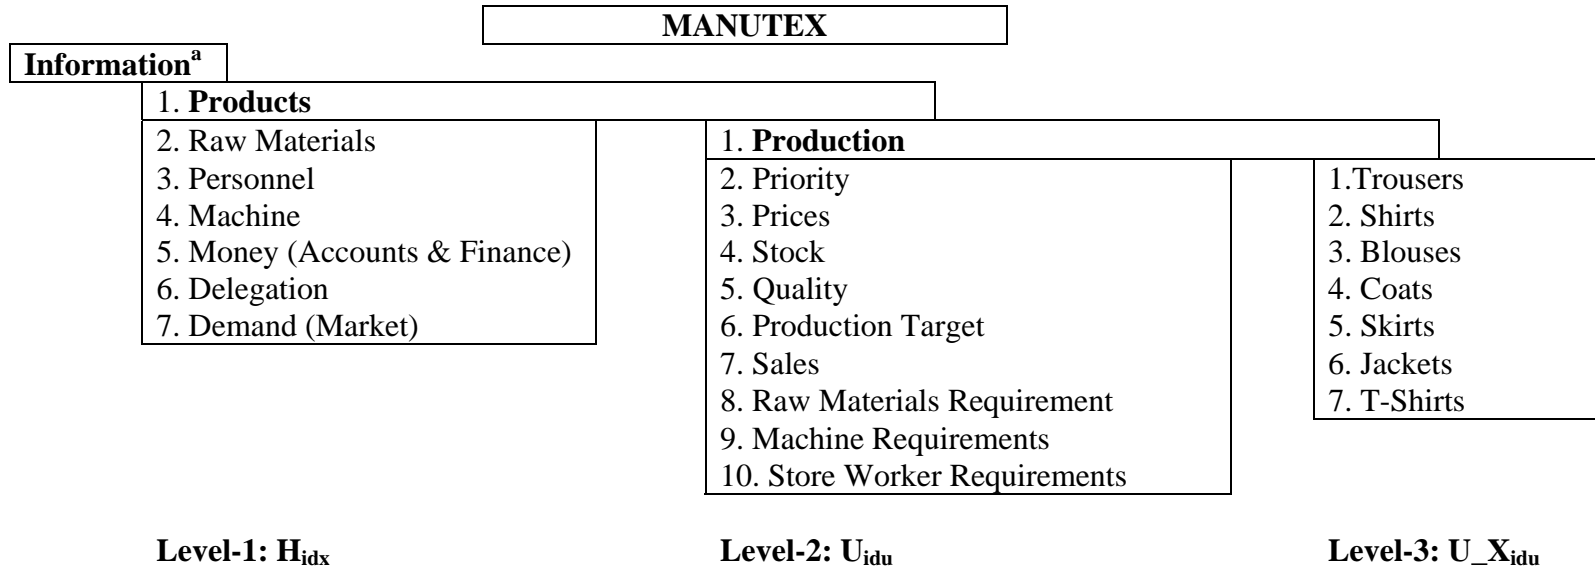 MANUTEX
Informationᵃ
1. Products
2. Raw Materials
3. Personnel
4. Machine
5. Money (Accounts & Finance)
6. Delegation
7. Demand (Market)
1. Production
2. Priority
3. Prices
4. Stock
5. Quality
6. Production Target
7. Sales
8. Raw Materials Requirement
9. Machine Requirements
10. Store Worker Requirements
1.Trousers
2. Shirts
3. Blouses
4. Coats
5. Skirts
6. Jackets
7. T-Shirts
Level-1: Hidx
Level-2: Uidu
Level-3: U_Xidu